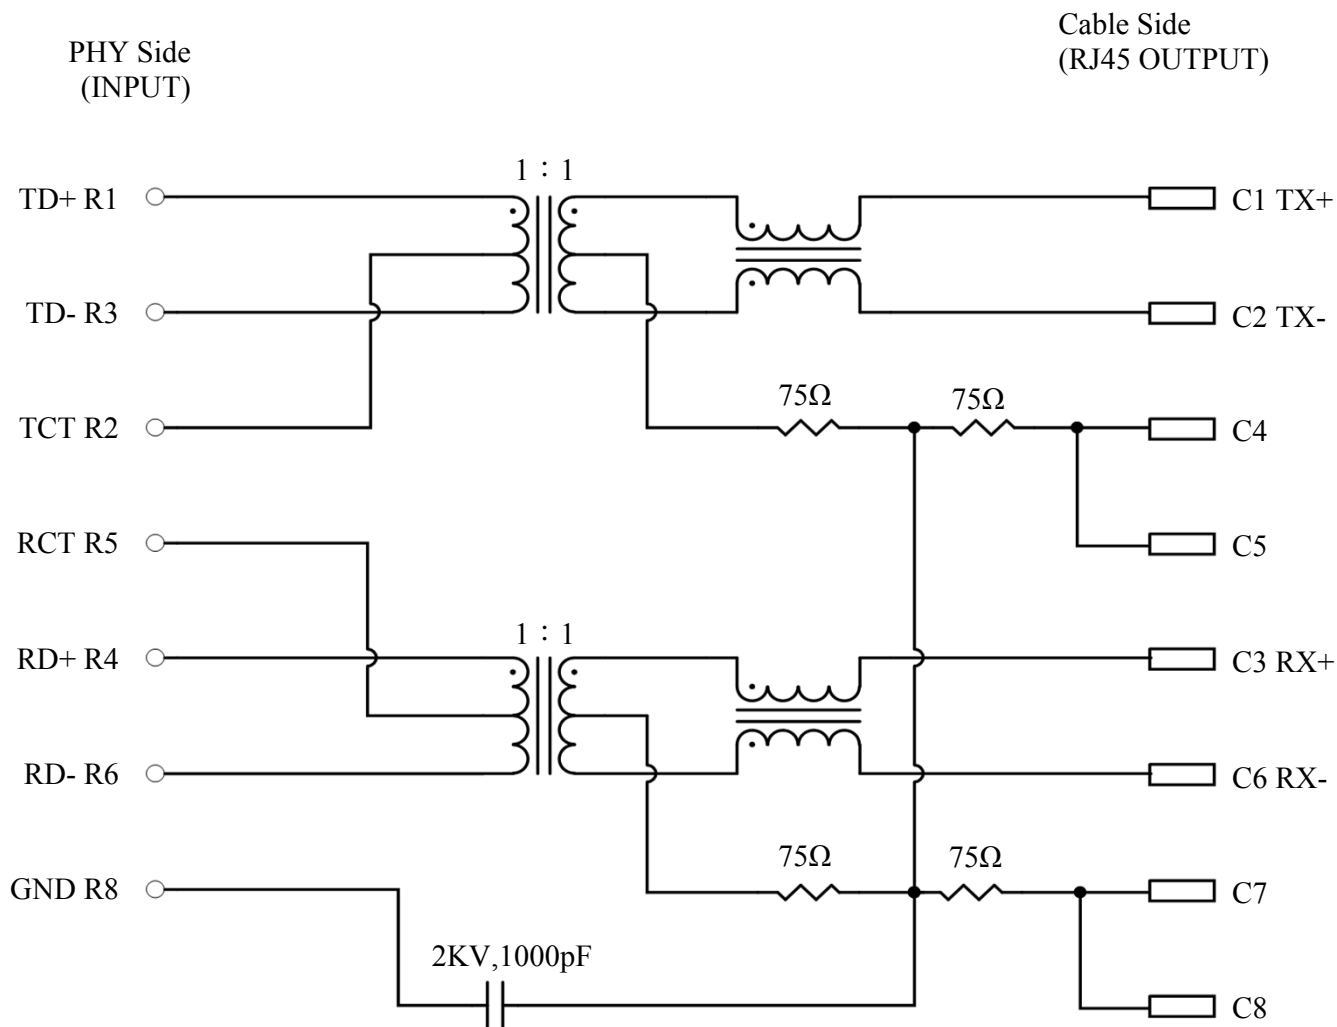 PHY Side
(INPUT)
Cable Side
(RJ45 OUTPUT)
1 : 1
TD+ R1
C1 TX+
TD- R3
C2 TX-
75Ω
75Ω
TCT R2
C4
RCT R5
C5
1 : 1
RD+ R4
C3 RX+
RD- R6
C6 RX-
75Ω
75Ω
GND R8
C7
2KV,1000pF
C8